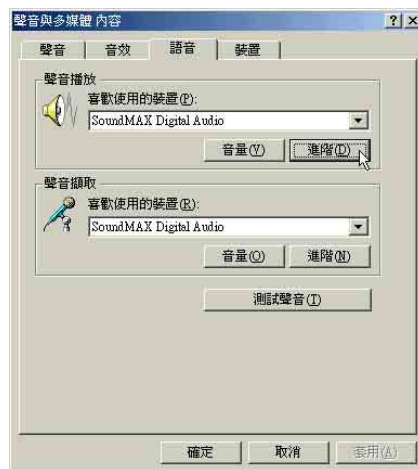 聲音與多媒體 內容
聲音 音效 語音 裝置
聲音播放
喜歡使用的裝置(P):
SoundMAX Digital Audio
音量(V) 進階(D)
聲音擷取
喜歡使用的裝置(R):
SoundMAX Digital Audio
音量(O) 進階(N)
測試聲音(T)
確定 取消 套用(A)